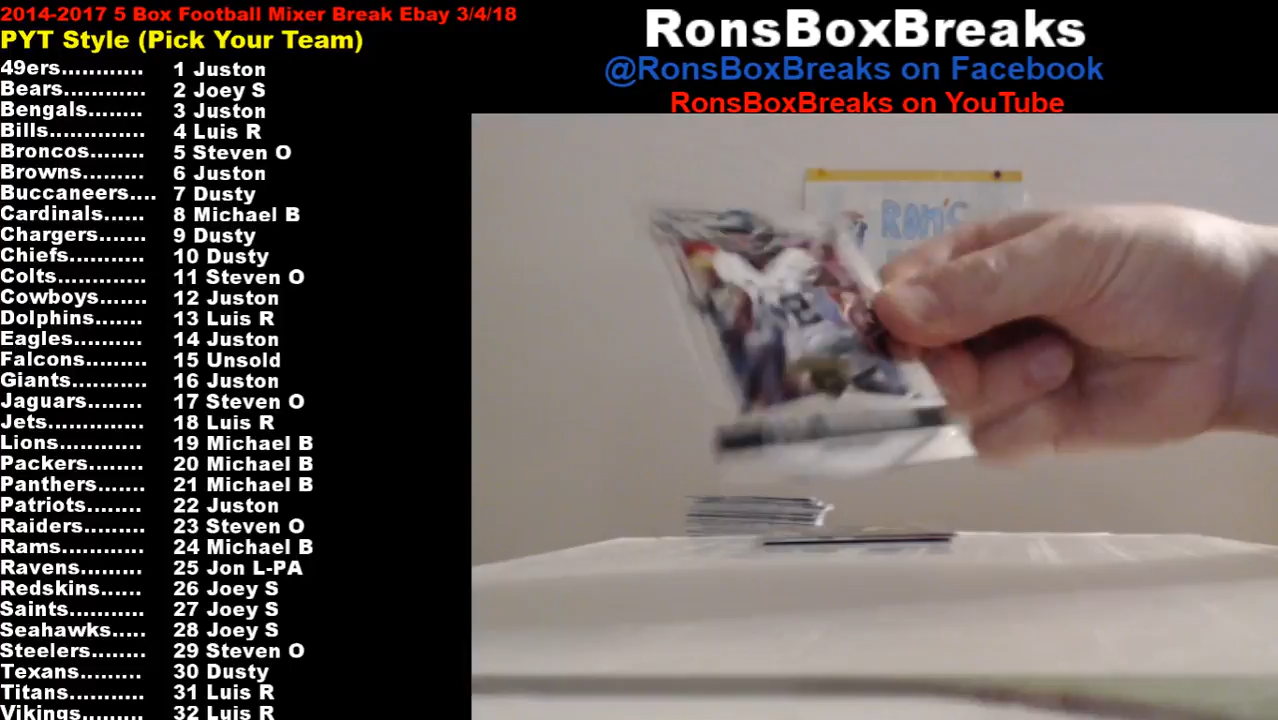 2014-2017 5 Box Football Mixer Break Ebay 3/4/18
PYT Style (Pick Your Team)
49ers............ 1 Juston
Bears............ 2 Joey S
Bengals........ 3 Juston
Bills.............. 4 Luis R
Broncos........ 5 Steven O
Browns......... 6 Juston
Buccaneers.... 7 Dusty
Cardinals...... 8 Michael B
Chargers....... 9 Dusty
Chiefs........... 10 Dusty
Colts............. 11 Steven O
Cowboys....... 12 Juston
Dolphins....... 13 Luis R
Eagles.......... 14 Juston
Falcons......... 15 Unsold
Giants........... 16 Juston
Jaguars........ 17 Steven O
Jets.............. 18 Luis R
Lions............ 19 Michael B
Packers........ 20 Michael B
Panthers....... 21 Michael B
Patriots........ 22 Juston
Raiders......... 23 Steven O
Rams............ 24 Michael B
Ravens......... 25 Jon L-PA
Redskins...... 26 Joey S
Saints........... 27 Joey S
Seahawks..... 28 Joey S
Steelers........ 29 Steven O
Texans......... 30 Dusty
Titans........... 31 Luis R
Vikings......... 32 Luis R
RonsBoxBreaks
@RonsBoxBreaks on Facebook
RonsBoxBreaks on YouTube
RON'S